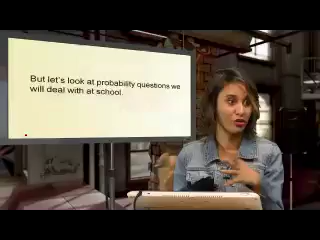 But let's look at probability questions we
will deal with at school.